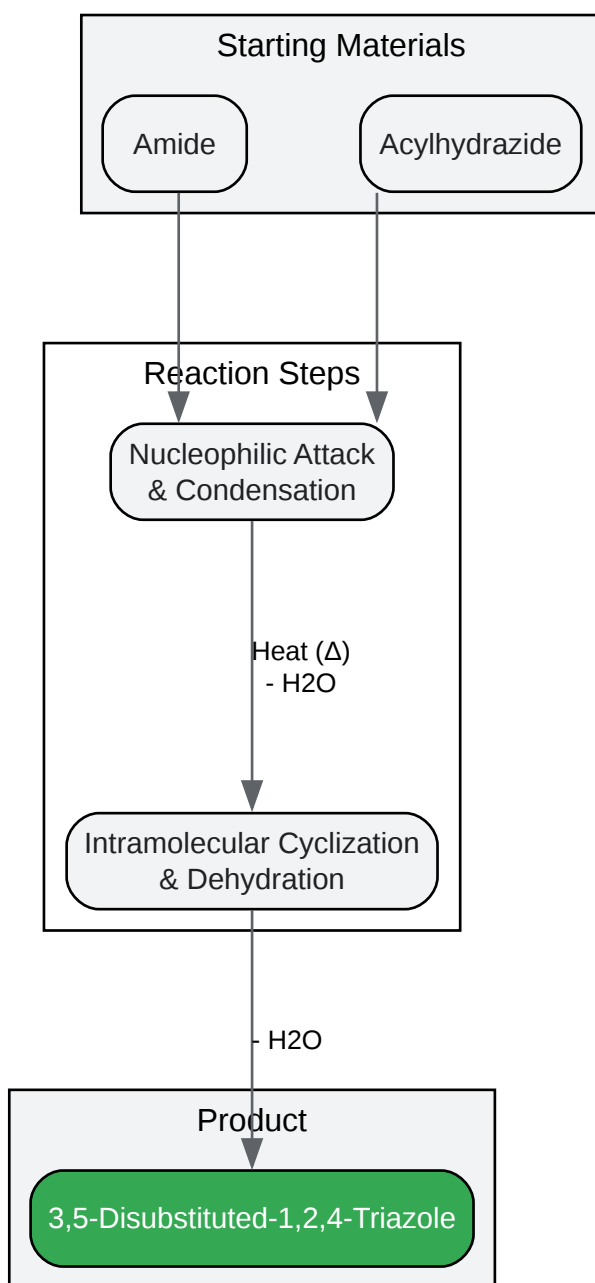 Starting Materials
Amide
Acylhydrazide
Reaction Steps
Nucleophilic Attack
& Condensation
Heat (Δ)
- H2O
Intramolecular Cyclization
& Dehydration
- H2O
Product
3,5-Disubstituted-1,2,4-Triazole